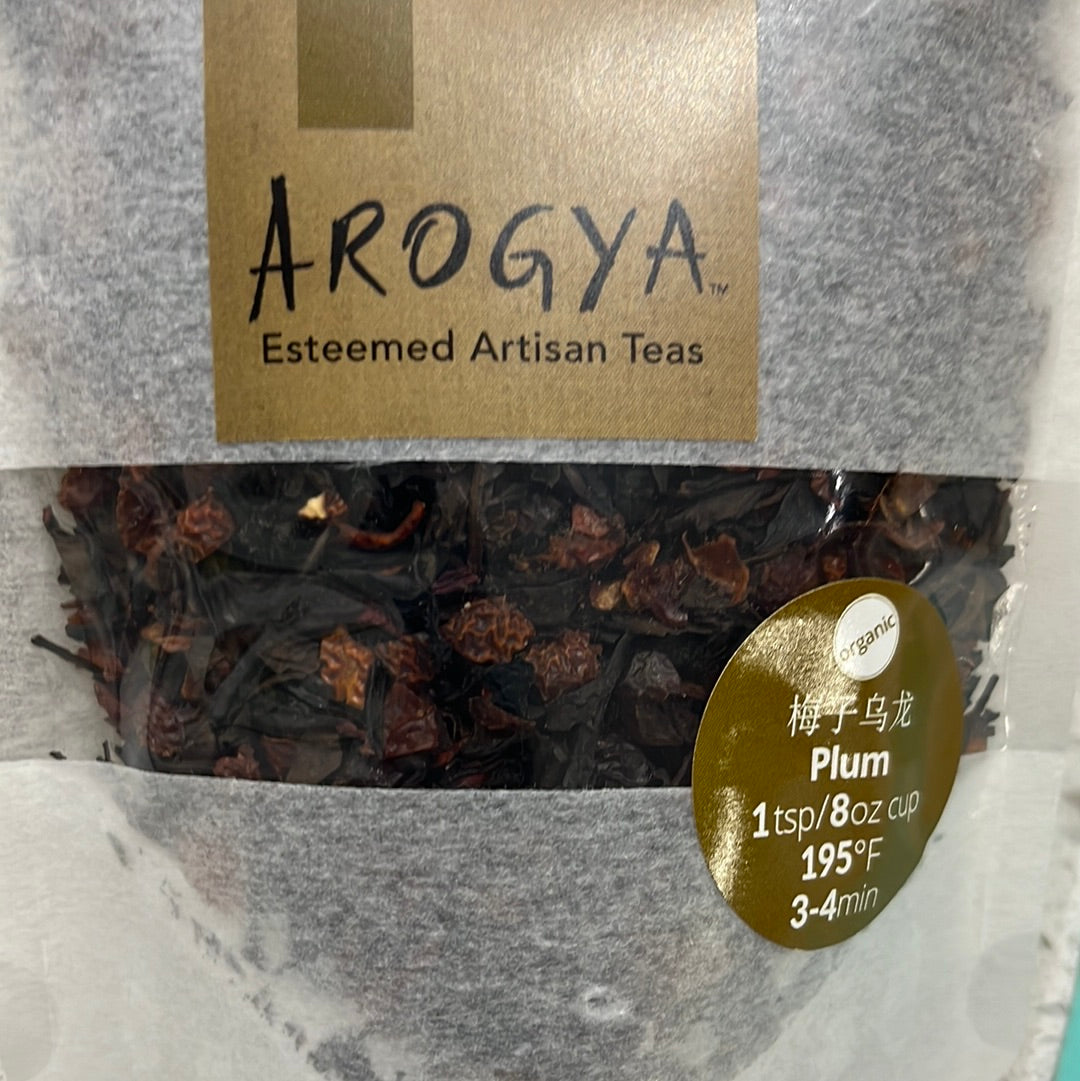 AROGYA™
Esteemed Artisan Teas
organic
梅子乌龙
Plum
1tsp/8oz cup
195°F
3-4min